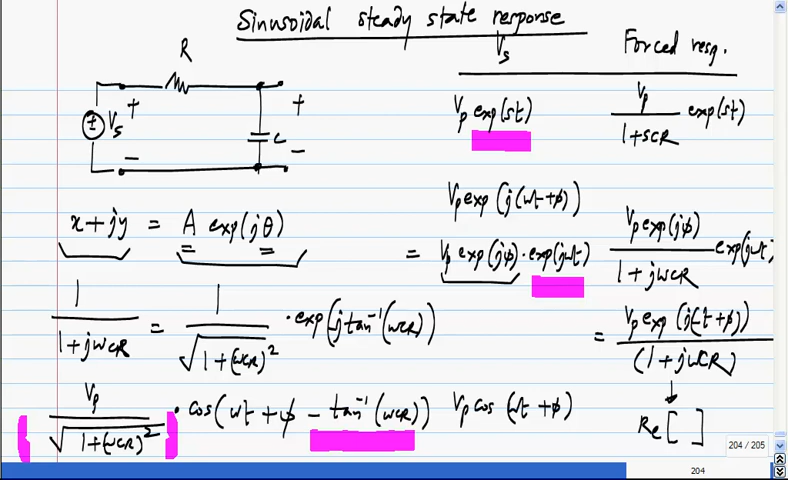 Sinusoidal steady state response
R
Vs Forced resp.
+ +
± Vs
C
− −
Vp exp(st) Vp/(1+sCR) exp(st)
Vp exp(j(ωt+ϕ))
x+jy = A exp(jθ)
= Vp exp(jϕ)·exp(jωt) Vp exp(jϕ)/(1+jωCR) exp(jωt)
1/(1+jωCR) = 1/√(1+(ωCR)²) ·exp(-j tan⁻¹(ωCR))
= Vp exp(j(ωt+ϕ))/(1+jωCR)
Vp/√(1+(ωCR)²) · cos(ωt+ϕ − tan⁻¹(ωCR)) Vp cos(ωt+ϕ)
Re[ ]
204 / 205
204